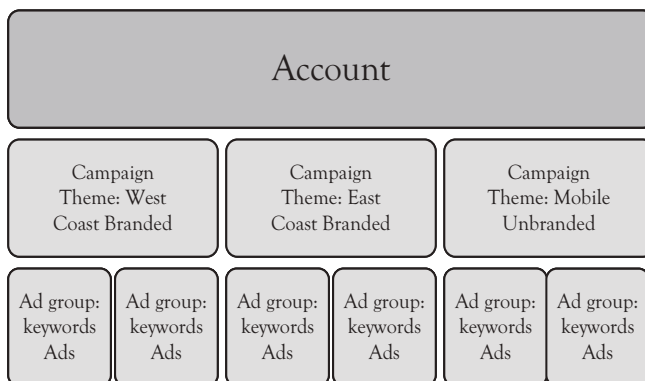 Account
Campaign
Theme: West
Coast Branded
Campaign
Theme: East
Coast Branded
Campaign
Theme: Mobile
Unbranded
Ad group:
keywords
Ads
Ad group:
keywords
Ads
Ad group:
keywords
Ads
Ad group:
keywords
Ads
Ad group:
keywords
Ads
Ad group:
keywords
Ads